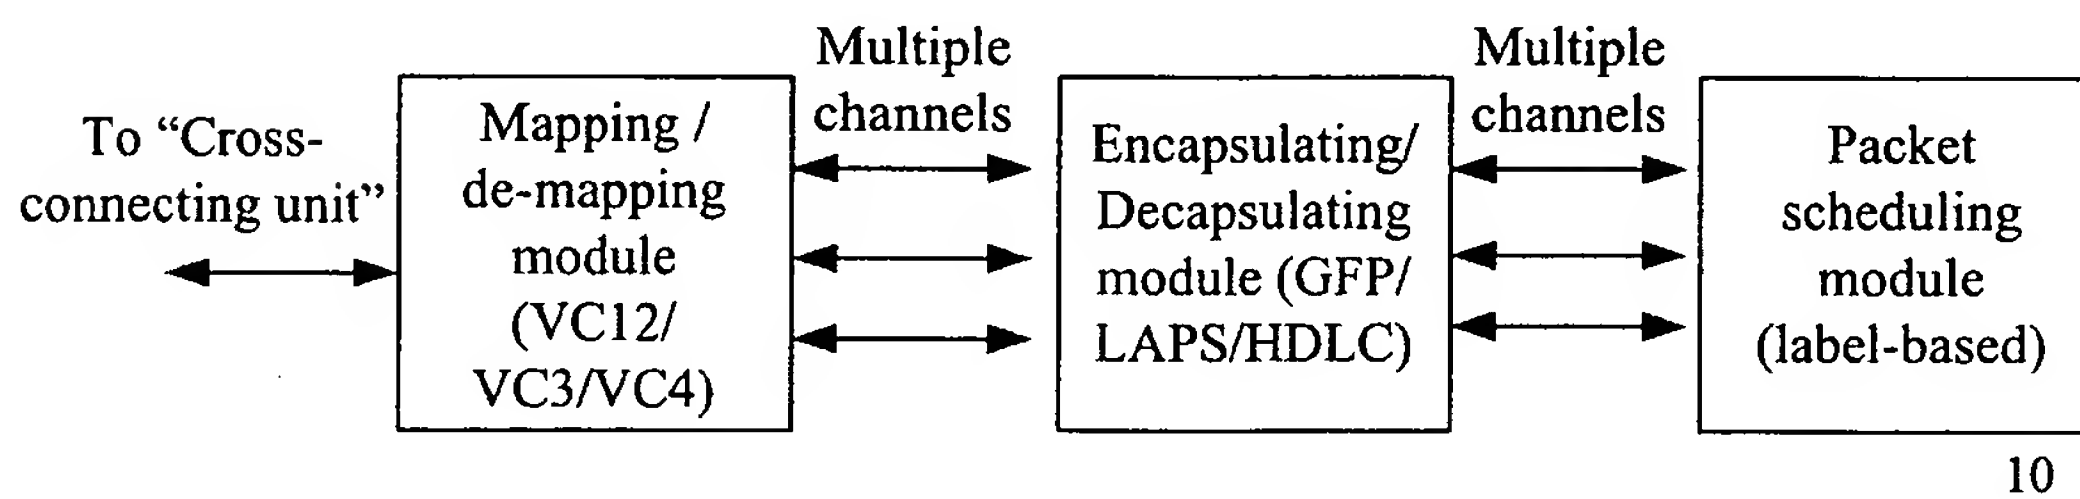 To “Cross-
connecting unit”
Mapping /
de-mapping
module
(VC12/
VC3/VC4)
Multiple
channels
Encapsulating/
Decapsulating
module (GFP/
LAPS/HDLC)
Multiple
channels
Packet
scheduling
module
(label-based)
10